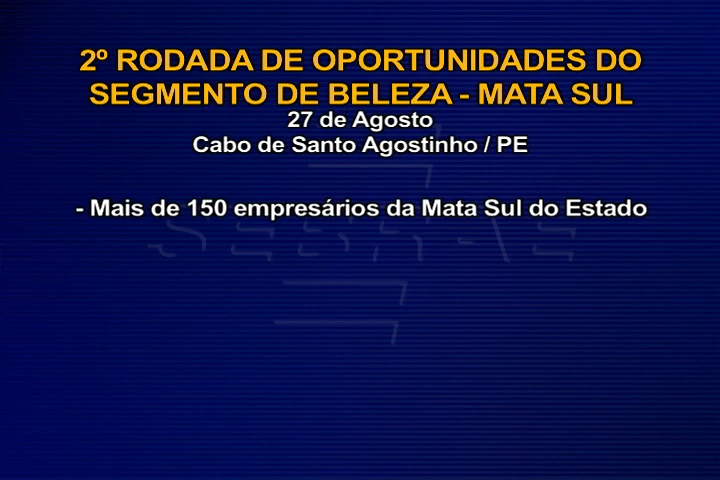 2º RODADA DE OPORTUNIDADES DO
SEGMENTO DE BELEZA - MATA SUL
27 de Agosto
Cabo de Santo Agostinho / PE
- Mais de 150 empresários da Mata Sul do Estado
SEBRAE